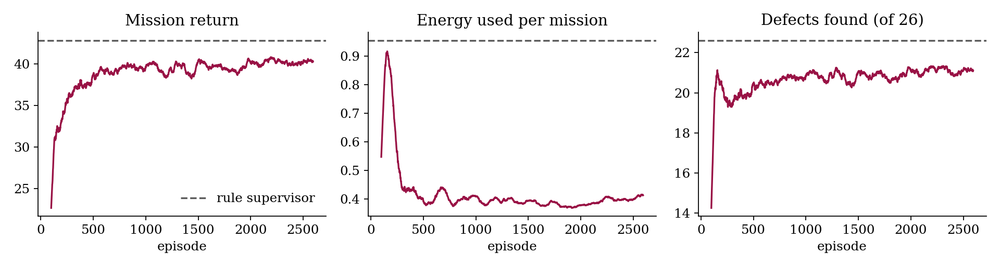 Mission return
40
35
30
25
0 500 1000 1500 2000 2500
episode
rule supervisor
Energy used per mission
0.9
0.8
0.7
0.6
0.5
0.4
0 500 1000 1500 2000 2500
episode
Defects found (of 26)
22
20
18
16
14
0 500 1000 1500 2000 2500
episode